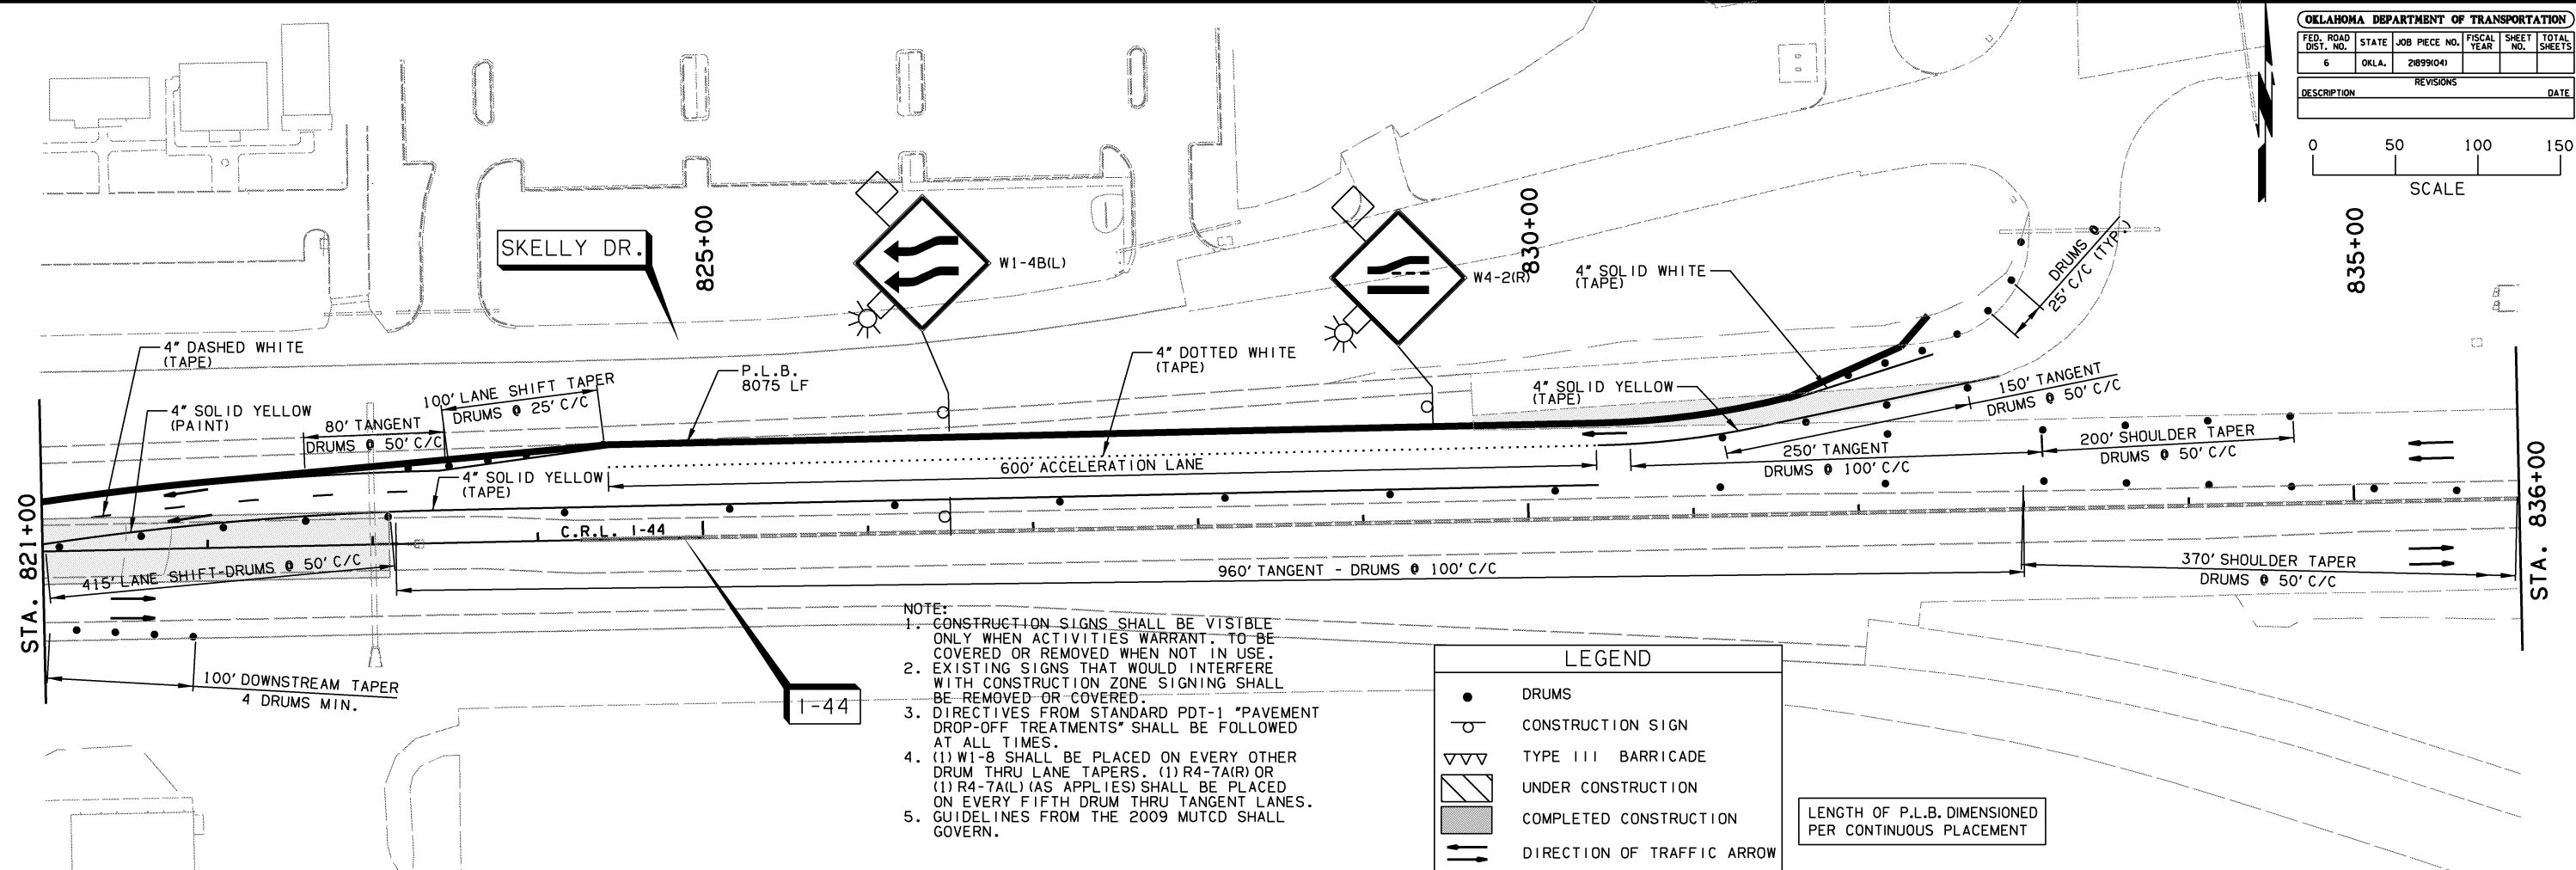 OKLAHOMA DEPARTMENT OF TRANSPORTATION
FED. ROAD DIST. NO. STATE JOB PIECE NO. FISCAL YEAR SHEET NO. TOTAL SHEETS
6 OKLA. 21899(04)
REVISIONS
DESCRIPTION DATE
0 50 100 150
SCALE
SKELLY DR.
825+00
830+00
835+00
W1-4B(L)
W4-2(R)
4" SOLID WHITE
(TAPE)
DRUMS @
25' C/C (TYP.)
4" DASHED WHITE
(TAPE)
4" SOLID YELLOW
(PAINT)
80' TANGENT
DRUMS @ 50' C/C
100' LANE SHIFT TAPER
DRUMS @ 25' C/C
P.L.B.
8075 LF
4" DOTTED WHITE
(TAPE)
4" SOLID YELLOW
(TAPE)
150' TANGENT
DRUMS @ 50' C/C
4" SOLID YELLOW
(TAPE)
600' ACCELERATION LANE
250' TANGENT
DRUMS @ 100' C/C
200' SHOULDER TAPER
DRUMS @ 50' C/C
STA. 821+00
STA. 836+00
C.R.L. I-44
415' LANE SHIFT-DRUMS @ 50' C/C
960' TANGENT - DRUMS @ 100' C/C
370' SHOULDER TAPER
DRUMS @ 50' C/C
100' DOWNSTREAM TAPER
4 DRUMS MIN.
I-44
NOTE:
1. CONSTRUCTION SIGNS SHALL BE VISIBLE
ONLY WHEN ACTIVITIES WARRANT. TO BE
COVERED OR REMOVED WHEN NOT IN USE.
2. EXISTING SIGNS THAT WOULD INTERFERE
WITH CONSTRUCTION ZONE SIGNING SHALL
BE REMOVED OR COVERED.
3. DIRECTIVES FROM STANDARD PDT-1 "PAVEMENT
DROP-OFF TREATMENTS" SHALL BE FOLLOWED
AT ALL TIMES.
4. (1) W1-8 SHALL BE PLACED ON EVERY OTHER
DRUM THRU LANE TAPERS. (1) R4-7A(R) OR
(1) R4-7A(L) (AS APPLIES) SHALL BE PLACED
ON EVERY FIFTH DRUM THRU TANGENT LANES.
5. GUIDELINES FROM THE 2009 MUTCD SHALL
GOVERN.
LEGEND
DRUMS
CONSTRUCTION SIGN
TYPE III BARRICADE
UNDER CONSTRUCTION
COMPLETED CONSTRUCTION
DIRECTION OF TRAFFIC ARROW
LENGTH OF P.L.B. DIMENSIONED
PER CONTINUOUS PLACEMENT